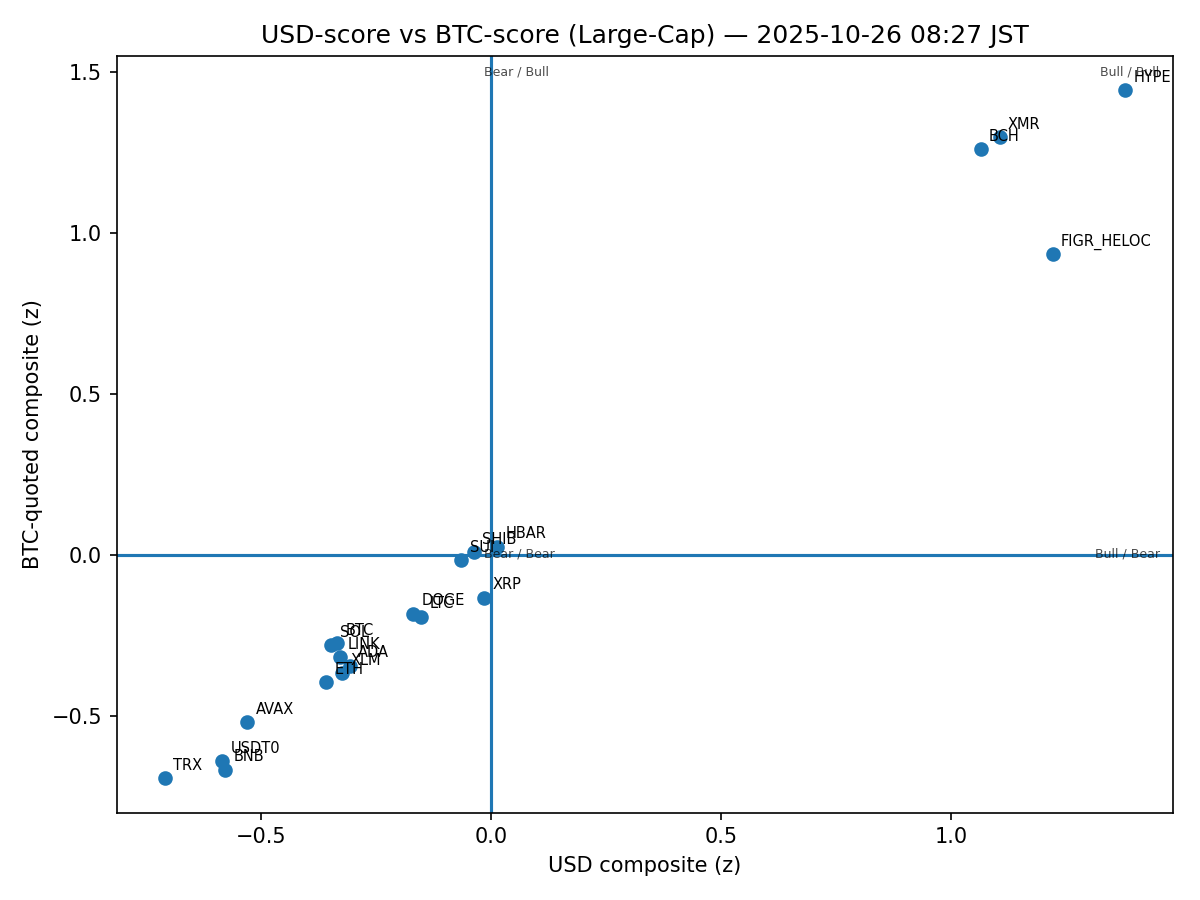 USD-score vs BTC-score (Large-Cap) — 2025-10-26 08:27 JST
Bear / Bull
Bull / Bull
HYPE
XMR
BCH
FIGR_HELOC
HBAR
SHIB
SUI
Bear / Bear
Bull / Bear
XRP
DOGE
LTC
BTC
SOL
LINK
ADA
XLM
ETH
AVAX
USDT0
BNB
TRX
1.5
1.0
0.5
0.0
−0.5
−0.5
0.0
0.5
1.0
BTC-quoted composite (z)
USD composite (z)